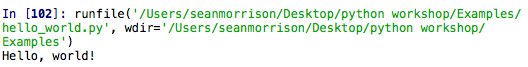 In [102]: runfile('/Users/seanmorrison/Desktop/python workshop/Examples/
hello_world.py', wdir='/Users/seanmorrison/Desktop/python workshop/
Examples')
Hello, world!